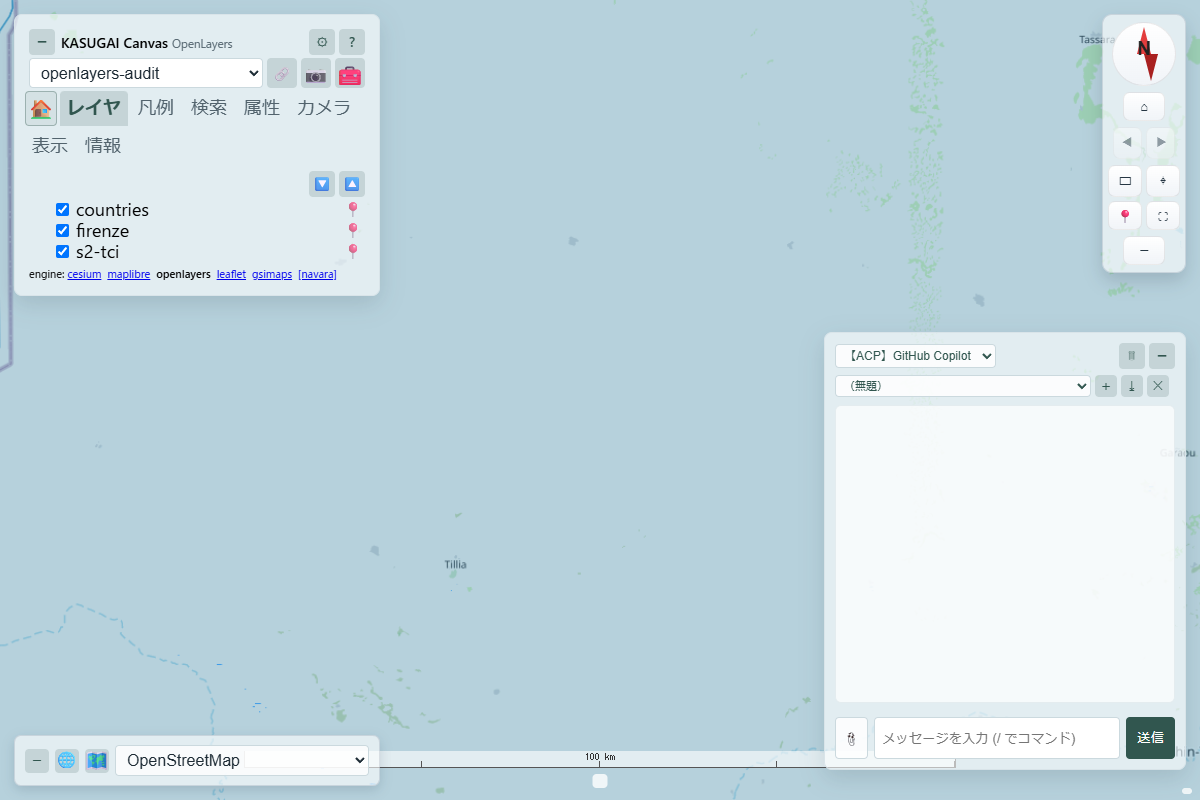 − KASUGAI Canvas OpenLayers ?
openlayers-audit
レイヤ 凡例 検索 属性 カメラ
表示 情報
countries
firenze
s2-tci
engine: cesium maplibre openlayers leaflet gsimaps [navara]
Tassara
N
【ACP】GitHub Copilot
（無題）
Garaou
Tillia
メッセージを入力 (/ でコマンド)
送信
hin-
OpenStreetMap
100 km